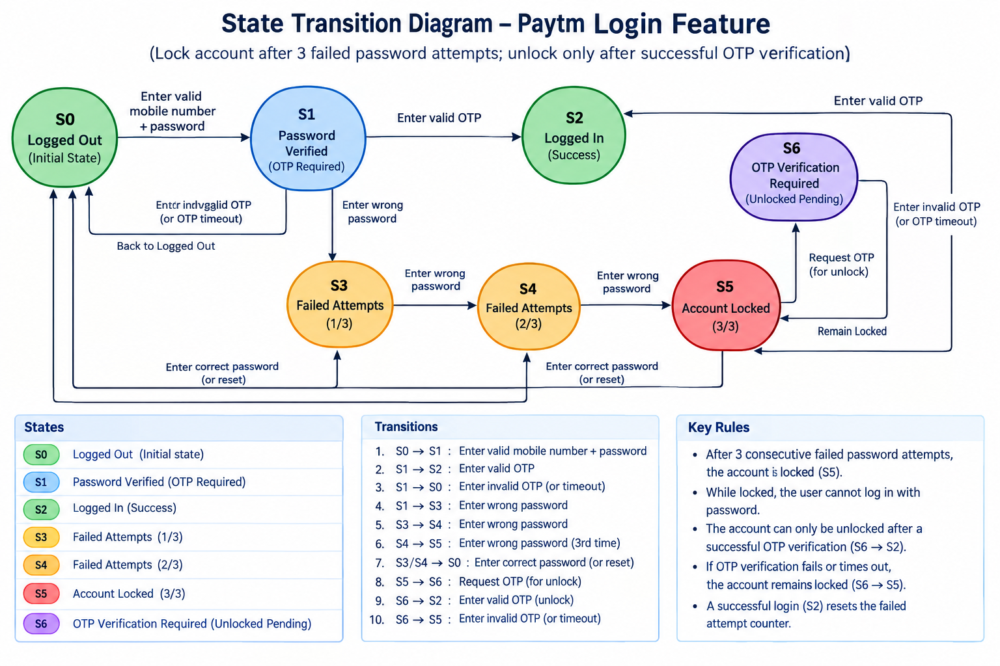 State Transition Diagram – Paytm Login Feature
(Lock account after 3 failed password attempts; unlock only after successful OTP verification)
S0
Logged Out
(Initial State)
Enter valid
mobile number
+ password
S1
Password
Verified
(OTP Required)
Enter valid OTP
S2
Logged In
(Success)
Enter valid OTP
S6
OTP Verification
Required
(Unlocked Pending)
OTP
(or OTP timeout)
Back to Logged Out
Enter wrong
password
Enter invalid OTP
(or OTP timeout)
Request OTP
(for unlock)
S3
Failed Attempts
(1/3)
Enter wrong
password
S4
Failed Attempts
(2/3)
Enter wrong
password
S5
Account Locked
(3/3)
Remain Locked
Enter correct password
(or reset)
Enter correct password
(or reset)
States
S0 Logged Out (Initial state)
S1 Password Verified (OTP Required)
S2 Logged In (Success)
S3 Failed Attempts (1/3)
S4 Failed Attempts (2/3)
S5 Account Locked (3/3)
S6 OTP Verification Required (Unlocked Pending)
Transitions
1. S0 → S1 : Enter valid mobile number + password
2. S1 → S2 : Enter valid OTP
3. S1 → S0 : Enter invalid OTP (or timeout)
4. S1 → S3 : Enter wrong password
5. S3 → S4 : Enter wrong password
6. S4 → S5 : Enter wrong password (3rd time)
7. S3/S4 → S0 : Enter correct password (or reset)
8. S5 → S6 : Request OTP (for unlock)
9. S6 → S2 : Enter valid OTP (unlock)
10. S6 → S5 : Enter invalid OTP (or timeout)
Key Rules
• After 3 consecutive failed password attempts,
the account is locked (S5).
• While locked, the user cannot log in with
password.
• The account can only be unlocked after a
successful OTP verification (S6 → S2).
• If OTP verification fails or times out,
the account remains locked (S6 → S5).
• A successful login (S2) resets the failed
attempt counter.